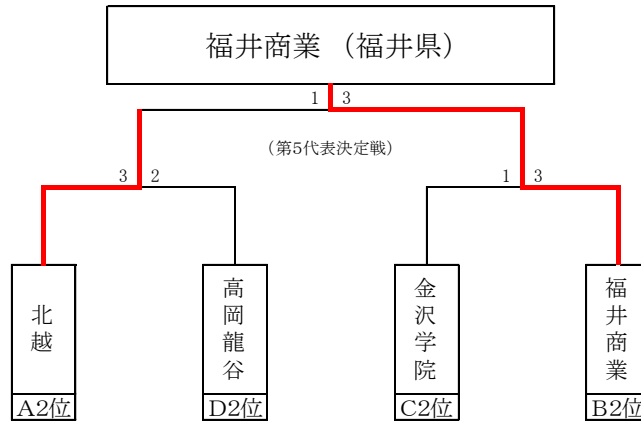 福井商業 （福井県）
1 3
（第5代表決定戦）
3 2
1 3
北越
高岡龍谷
金沢学院
福井商業
A2位
D2位
C2位
B2位